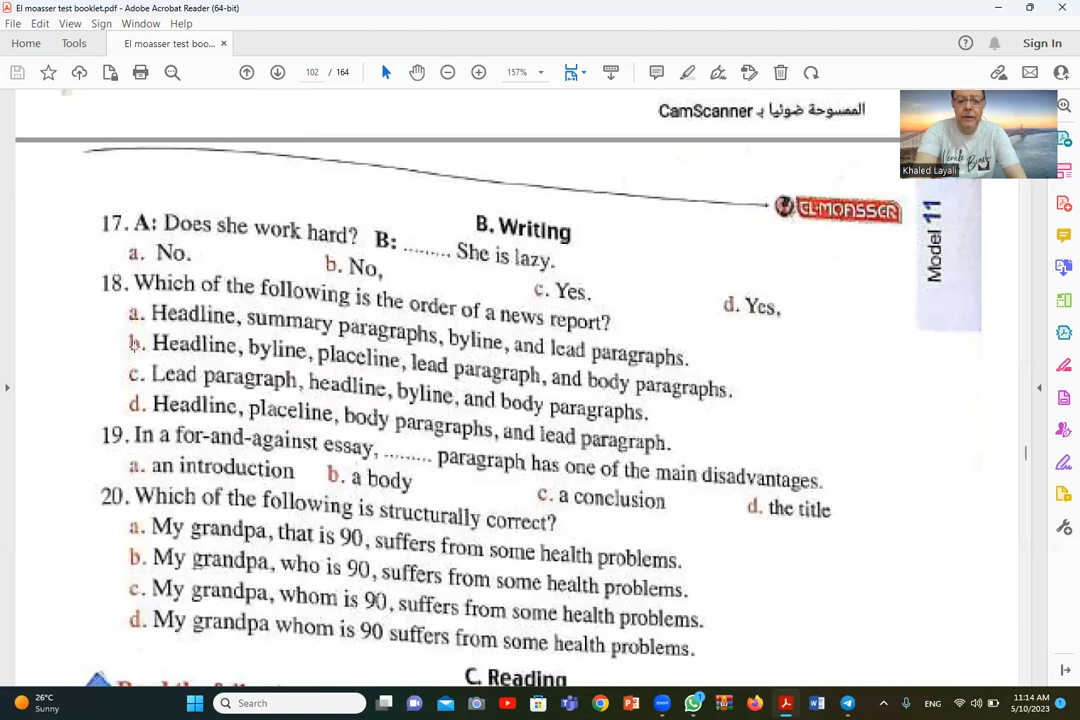 El moasser test booklet.pdf - Adobe Acrobat Reader (64-bit)
File Edit View Sign Window Help
Home Tools El moasser test boo... × Sign In
102 / 164 157%
الممسوحة ضوئيا بـ CamScanner
Khaled Layali
EL-MOASSER
Model 11
B. Writing
17. A: Does she work hard? B: ......... She is lazy.
a. No. b. No, c. Yes. d. Yes,
18. Which of the following is the order of a news report?
a. Headline, summary paragraphs, byline, and lead paragraphs.
b. Headline, byline, placeline, lead paragraph, and body paragraphs.
c. Lead paragraph, headline, byline, and body paragraphs.
d. Headline, placeline, body paragraphs, and lead paragraph.
19. In a for-and-against essay, ......... paragraph has one of the main disadvantages.
a. an introduction b. a body c. a conclusion d. the title
20. Which of the following is structurally correct?
a. My grandpa, that is 90, suffers from some health problems.
b. My grandpa, who is 90, suffers from some health problems.
c. My grandpa, whom is 90, suffers from some health problems.
d. My grandpa whom is 90 suffers from some health problems.
C. Reading
26°C
Sunny
Search
ENG
11:14 AM
5/10/2023